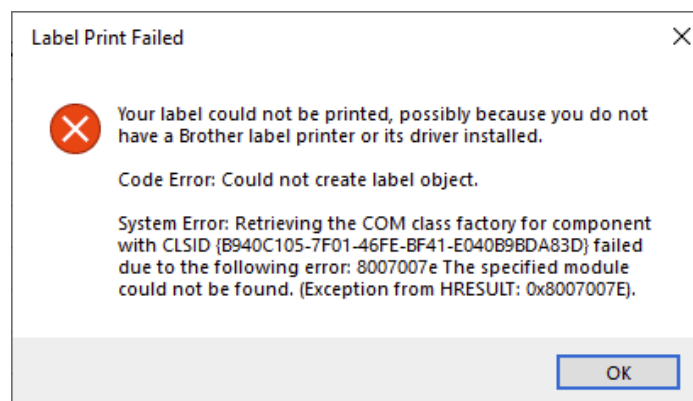 Label Print Failed
Your label could not be printed, possibly because you do not
have a Brother label printer or its driver installed.
Code Error: Could not create label object.
System Error: Retrieving the COM class factory for component
with CLSID {B940C105-7F01-46FE-BF41-E040B9BDA83D} failed
due to the following error: 8007007e The specified module
could not be found. (Exception from HRESULT: 0x8007007E).
OK